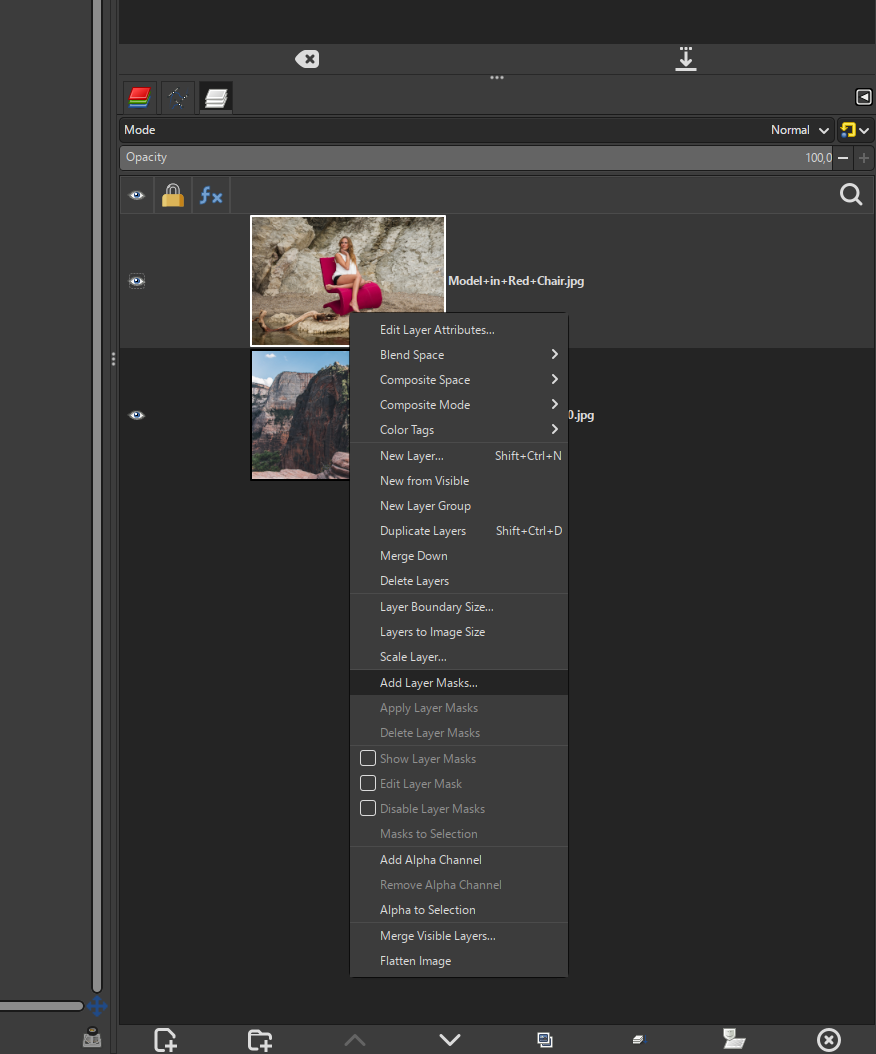 Mode Normal
Opacity 100,0
fx
Model+in+Red+Chair.jpg
0.jpg
Edit Layer Attributes...
Blend Space
Composite Space
Composite Mode
Color Tags
New Layer... Shift+Ctrl+N
New from Visible
New Layer Group
Duplicate Layers Shift+Ctrl+D
Merge Down
Delete Layers
Layer Boundary Size...
Layers to Image Size
Scale Layer...
Add Layer Masks...
Apply Layer Masks
Delete Layer Masks
Show Layer Masks
Edit Layer Mask
Disable Layer Masks
Masks to Selection
Add Alpha Channel
Remove Alpha Channel
Alpha to Selection
Merge Visible Layers...
Flatten Image